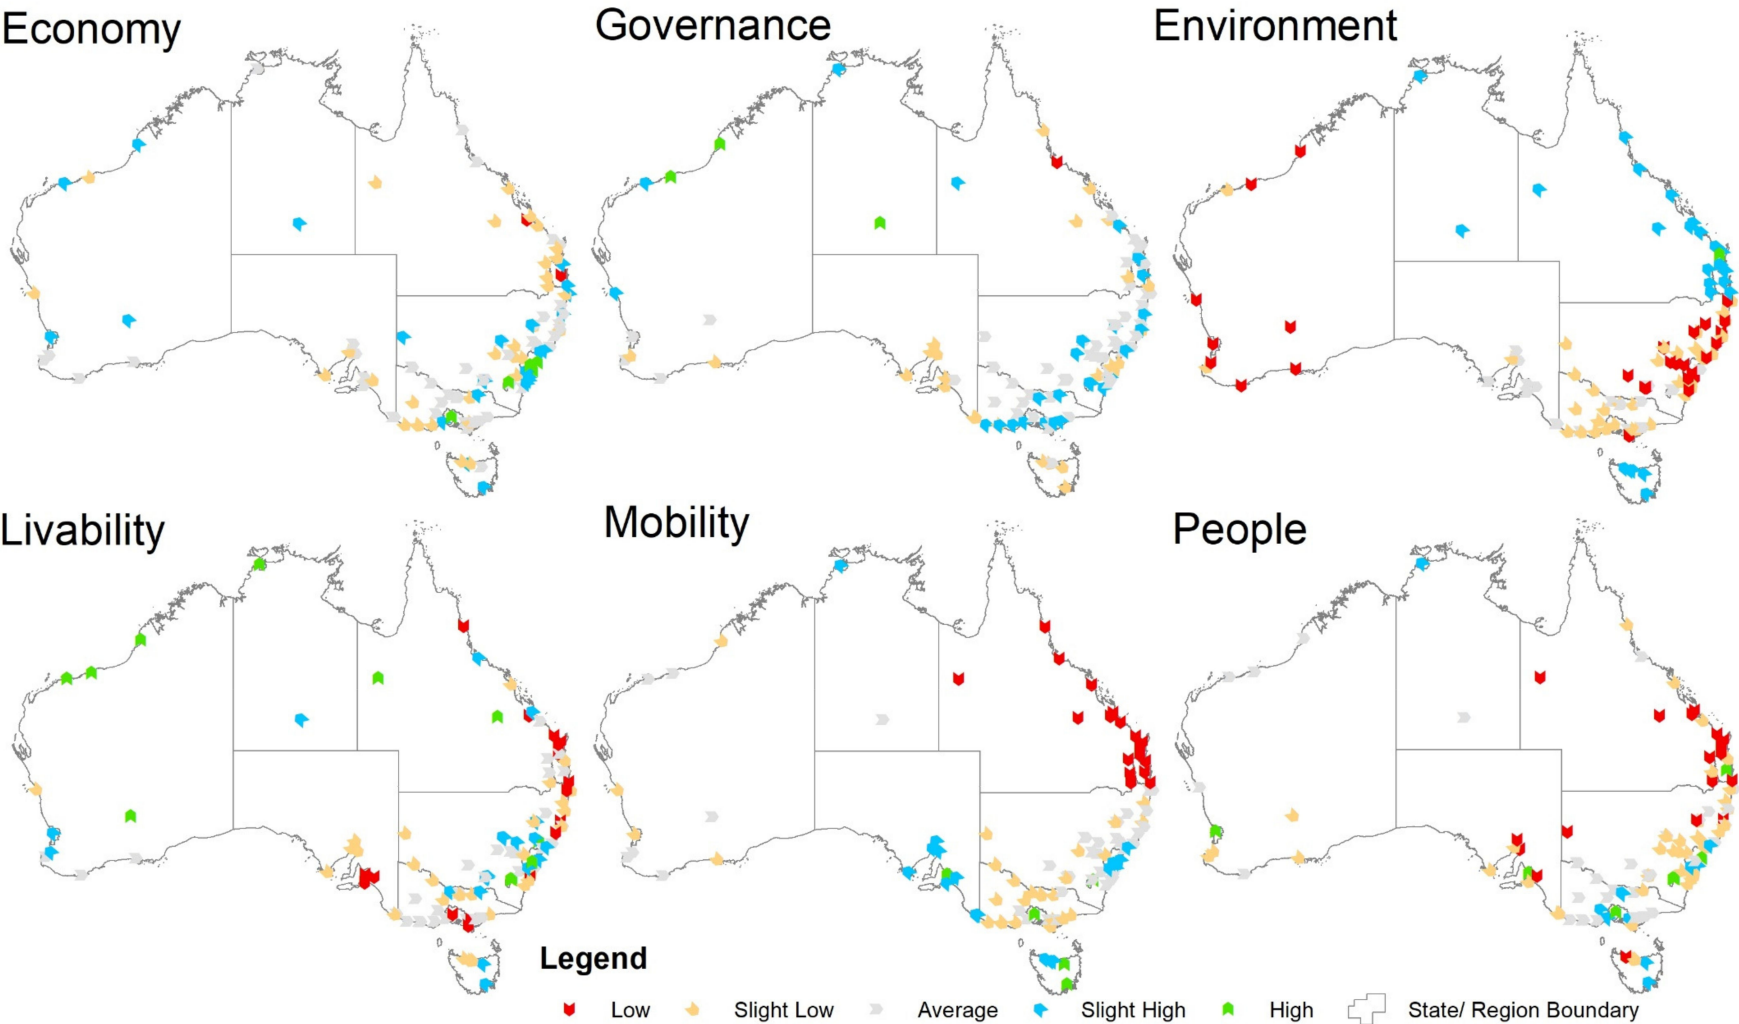 Economy
Governance
Environment
Livability
Mobility
People
Legend
Low
Slight Low
Average
Slight High
High
State/ Region Boundary